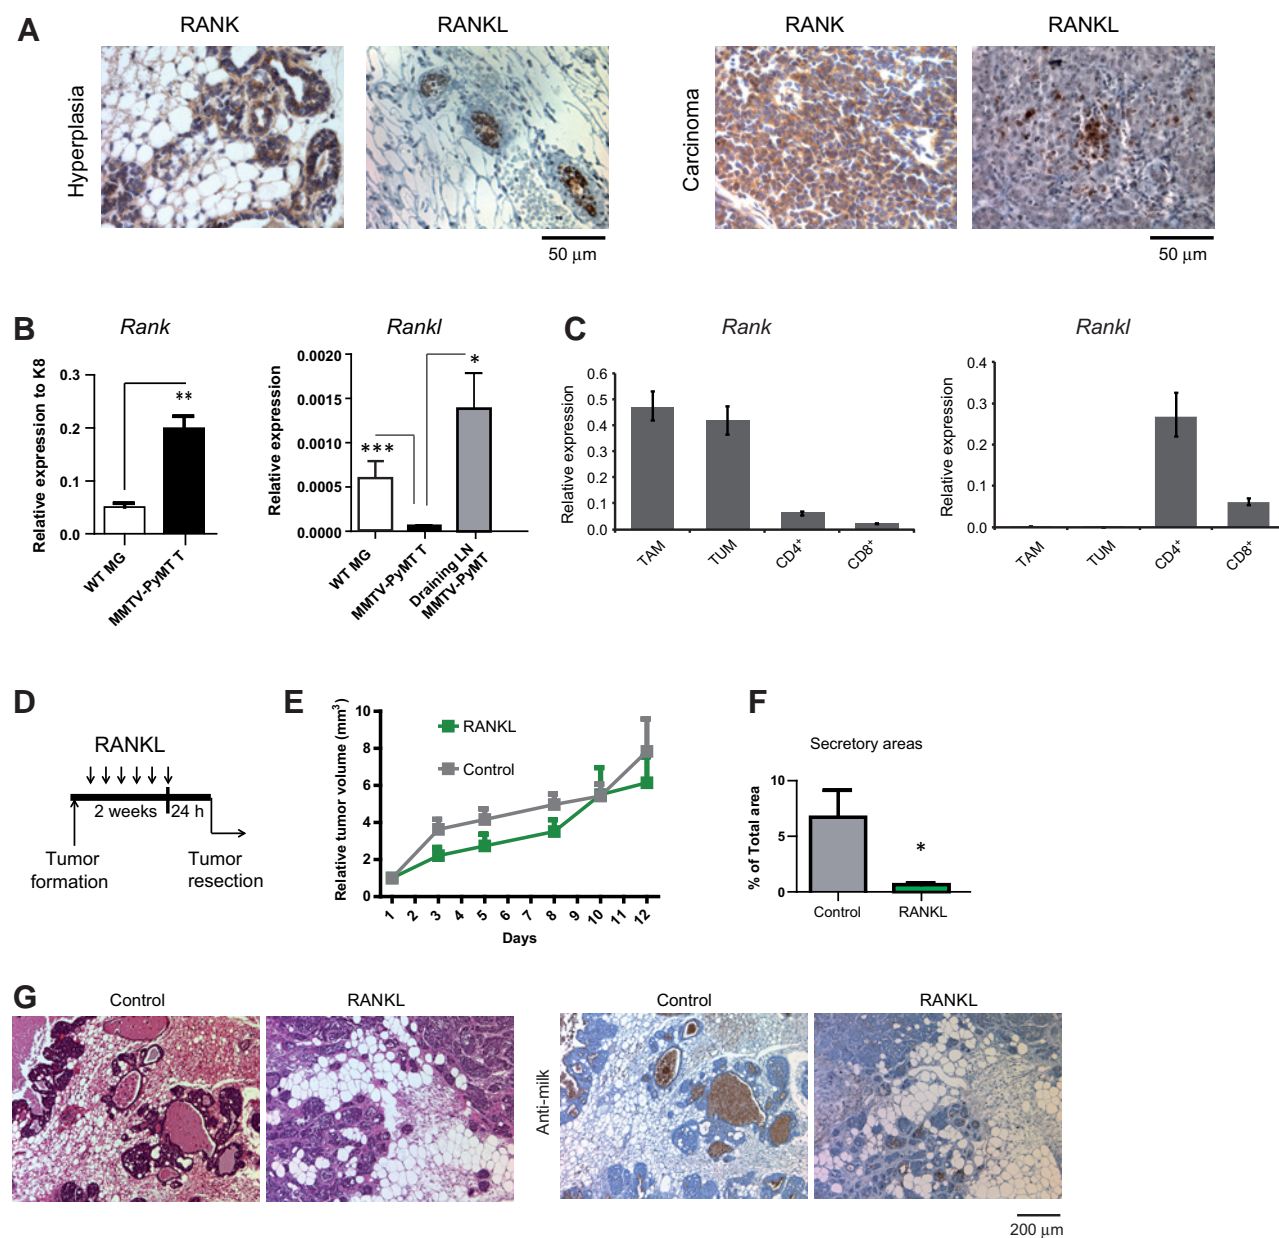 A
RANK
RANKL
RANK
RANKL
Hyperplasia
Carcinoma
50 μm
50 μm
B
Rank
Rankl
Relative expression to K8
0.3
0.2
0.1
0.0
**
WT MG
MMTV-PyMT T
Relative expression
0.0020
0.0015
0.0010
0.0005
0.0000
***
*
WT MG
MMTV-PyMT T
Draining LN
MMTV-PyMT
C
Rank
Rankl
Relative expression
0.6
0.5
0.4
0.3
0.2
0.1
0.0
TAM
TUM
CD4⁺
CD8⁺
Relative expression
0.4
0.3
0.2
0.1
0.0
TAM
TUM
CD4⁺
CD8⁺
D
RANKL
2 weeks
24 h
Tumor
formation
Tumor
resection
E
Relative tumor volume (mm³)
10
8
6
4
2
0
RANKL
Control
1 2 3 4 5 6 7 8 9 10 11 12
Days
F
Secretory areas
% of Total area
10
5
0
*
Control
RANKL
G
Control
RANKL
Control
RANKL
Anti-milk
200 μm